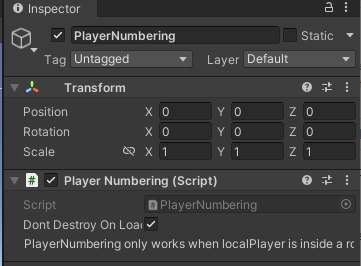 Inspector
PlayerNumbering
Static
Tag Untagged Layer Default
Transform
Position X 0 Y 0 Z 0
Rotation X 0 Y 0 Z 0
Scale X 1 Y 1 Z 1
# Player Numbering (Script)
Script # PlayerNumbering
Dont Destroy On Loa
PlayerNumbering only works when localPlayer is inside a ro